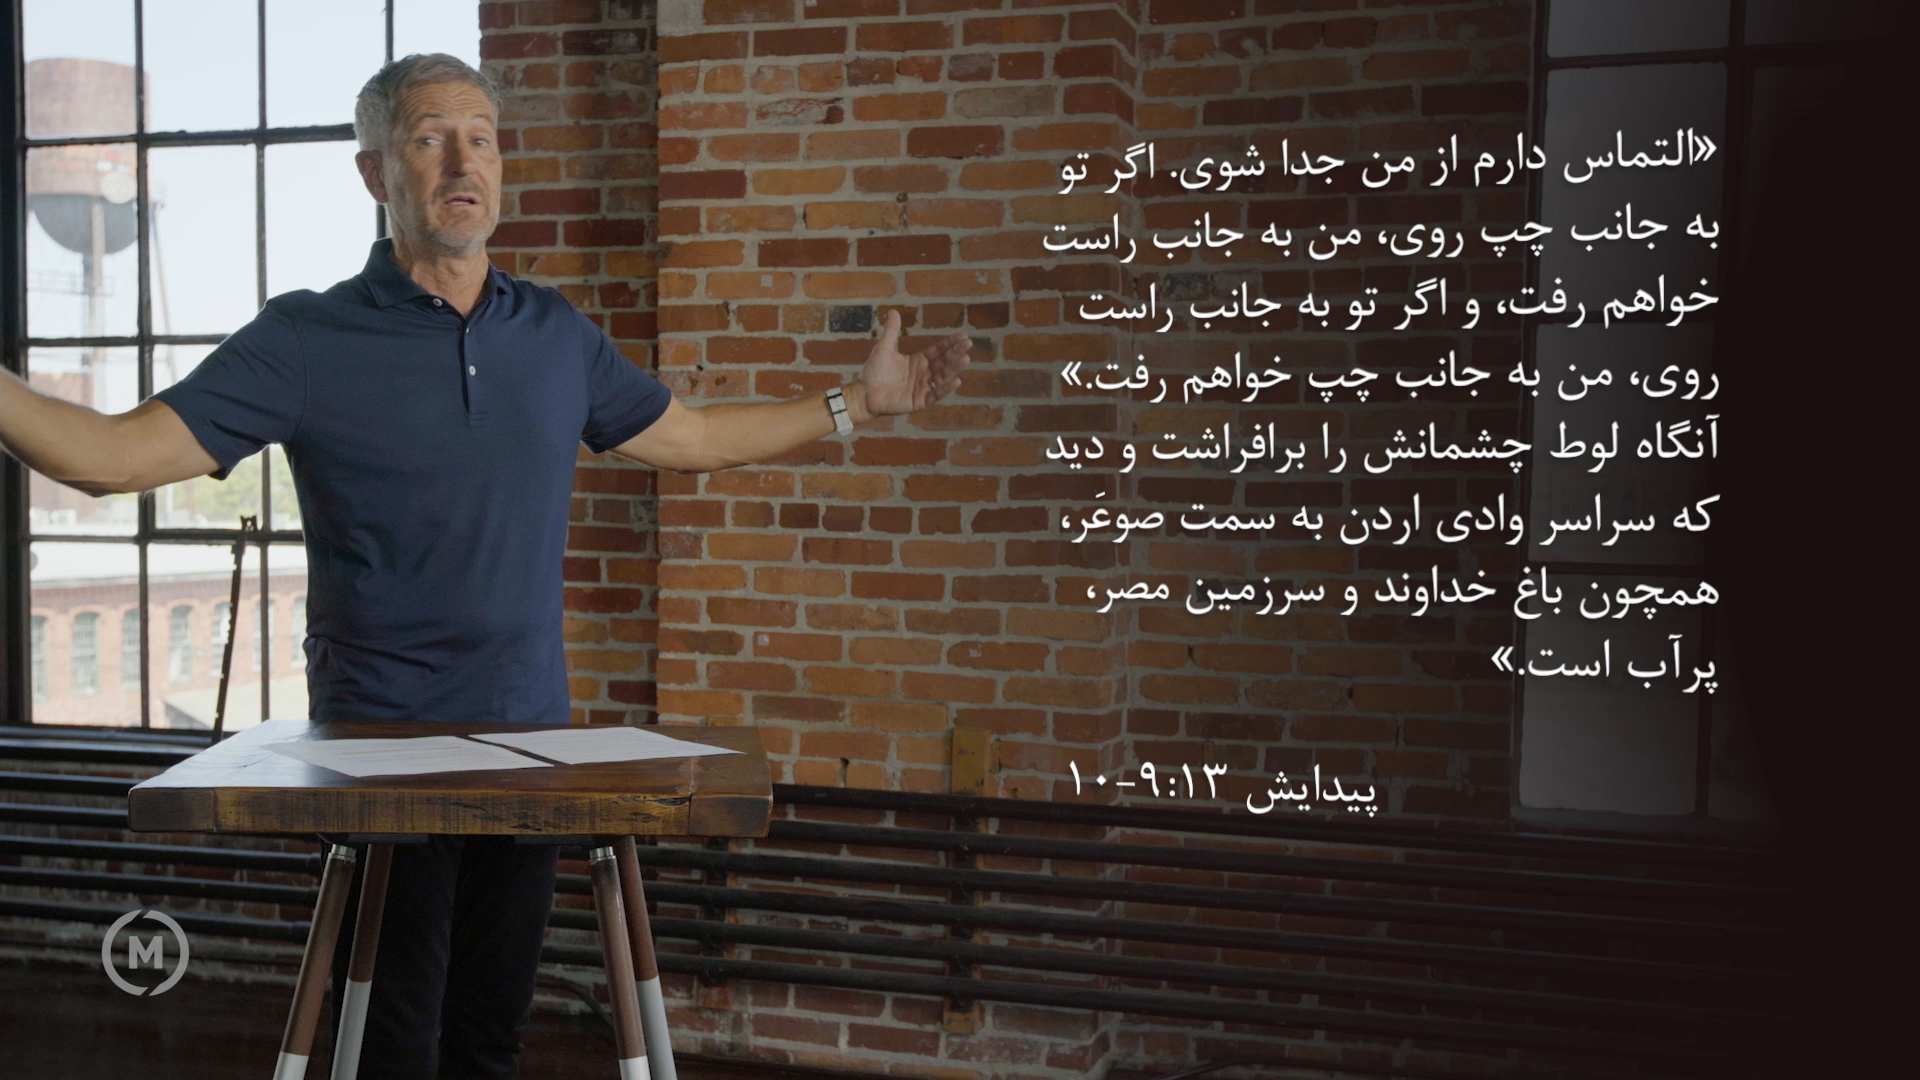 «التماس دارم از من جدا شوی. اگر تو
به جانب چپ روی، من به جانب راست
خواهم رفت، و اگر تو به جانب راست
روی، من به جانب چپ خواهم رفت.»
آنگاه لوط چشمانش را برافراشت و دید
که سراسر وادی اردن به سمت صوعَر،
همچون باغ خداوند و سرزمین مصر،
پرآب است.»
پیدایش ۱۳:۹-۱۰
M